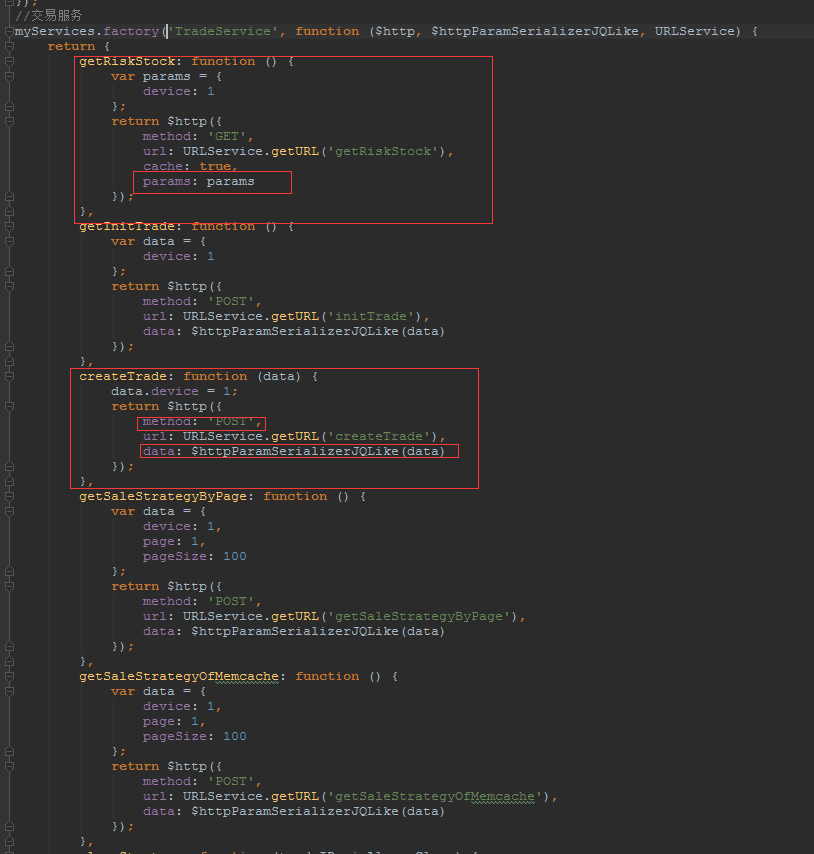 });
//交易服务
myServices.factory('TradeService', function ($http, $httpParamSerializerJQLike, URLService) {
    return {
        getRiskStock: function () {
            var params = {
                device: 1
            };
            return $http({
                method: 'GET',
                url: URLService.getURL('getRiskStock'),
                cache: true,
                params: params
            });
        },
        getInitTrade: function () {
            var data = {
                device: 1
            };
            return $http({
                method: 'POST',
                url: URLService.getURL('initTrade'),
                data: $httpParamSerializerJQLike(data)
            });
        },
        createTrade: function (data) {
            data.device = 1;
            return $http({
                method: 'POST',
                url: URLService.getURL('createTrade'),
                data: $httpParamSerializerJQLike(data)
            });
        },
        getSaleStrategyByPage: function () {
            var data = {
                device: 1,
                page: 1,
                pageSize: 100
            };
            return $http({
                method: 'POST',
                url: URLService.getURL('getSaleStrategyByPage'),
                data: $httpParamSerializerJQLike(data)
            });
        },
        getSaleStrategyOfMemcache: function () {
            var data = {
                device: 1,
                page: 1,
                pageSize: 100
            };
            return $http({
                method: 'POST',
                url: URLService.getURL('getSaleStrategyOfMemcache'),
                data: $httpParamSerializerJQLike(data)
            });
        },